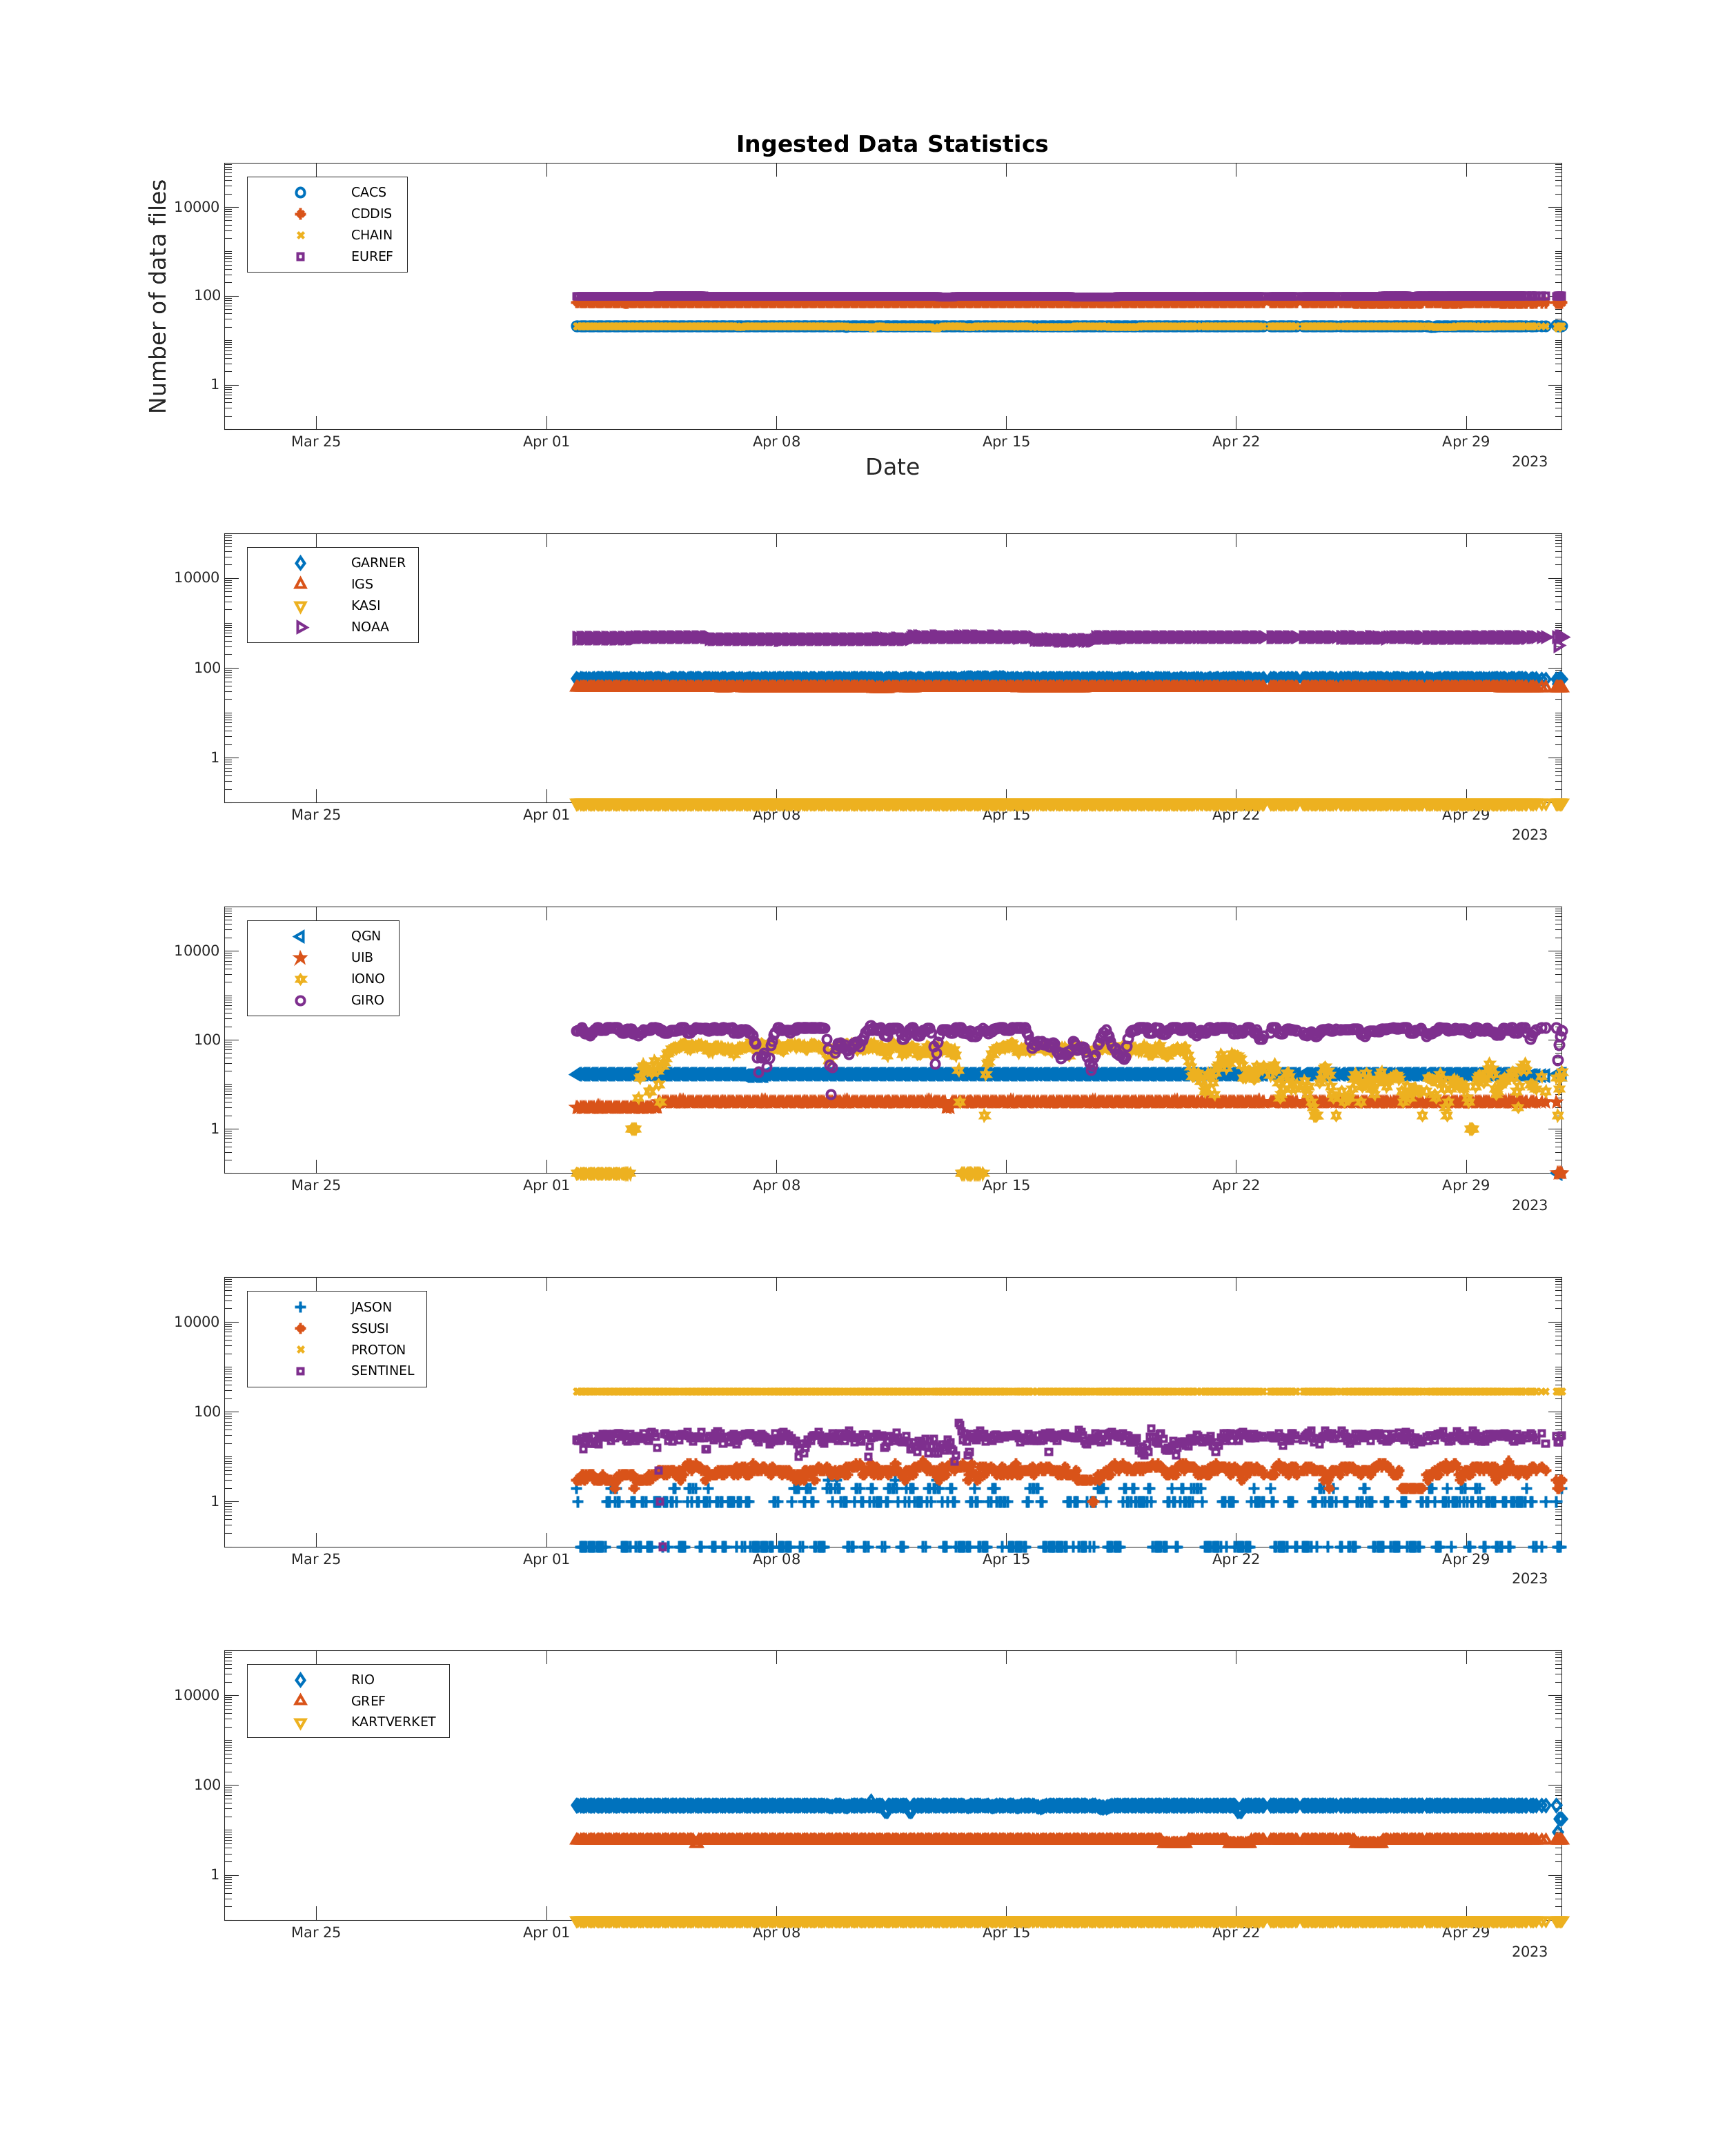 Ingested Data Statistics
Number of data files
CACS
CDDIS
CHAIN
EUREF
10000
100
1
Mar 25 Apr 01 Apr 08 Apr 15 Apr 22 Apr 29
2023
Date
GARNER
IGS
KASI
NOAA
10000
100
1
Mar 25 Apr 01 Apr 08 Apr 15 Apr 22 Apr 29
2023
QGN
UIB
IONO
GIRO
10000
100
1
Mar 25 Apr 01 Apr 08 Apr 15 Apr 22 Apr 29
2023
JASON
SSUSI
PROTON
SENTINEL
10000
100
1
Mar 25 Apr 01 Apr 08 Apr 15 Apr 22 Apr 29
2023
RIO
GREF
KARTVERKET
10000
100
1
Mar 25 Apr 01 Apr 08 Apr 15 Apr 22 Apr 29
2023